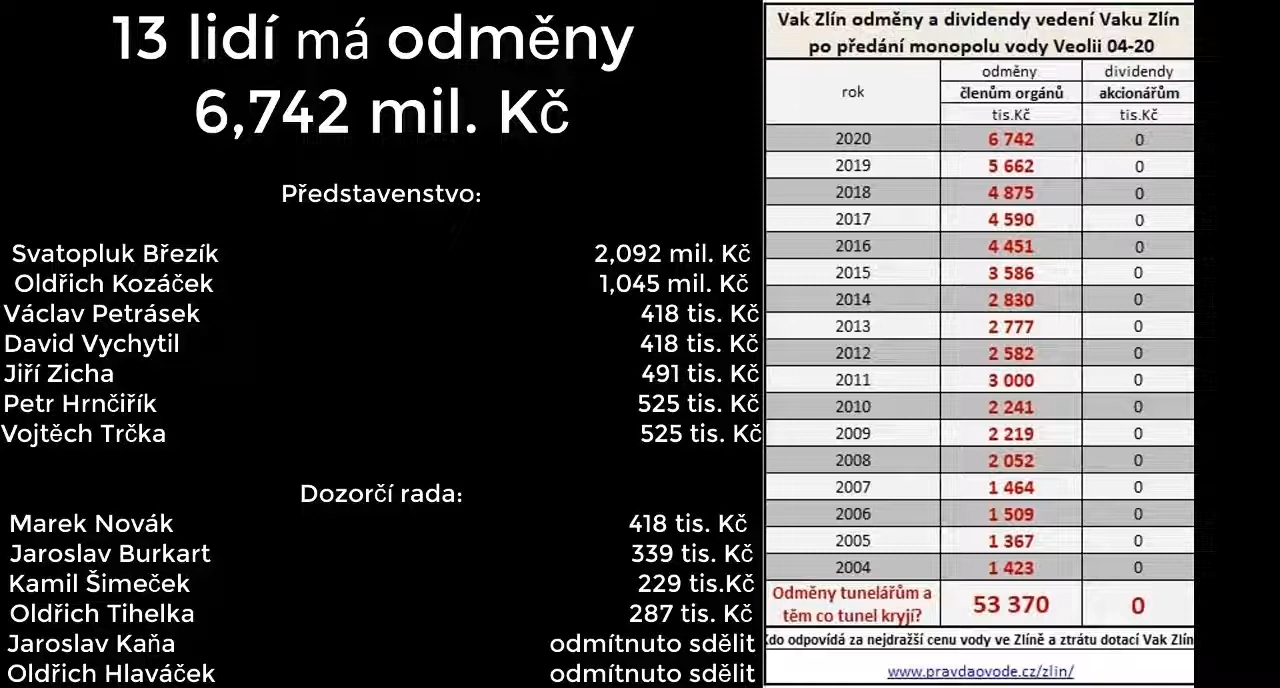 13 lidí má odměny
6,742 mil. Kč
Představenstvo:
Svatopluk Březík 2,092 mil. Kč
Oldřich Kozáček 1,045 mil. Kč
Václav Petrásek 418 tis. Kč
David Vychytil 418 tis. Kč
Jiří Zicha 491 tis. Kč
Petr Hrnčiřík 525 tis. Kč
Vojtěch Trčka 525 tis. Kč
Dozorčí rada:
Marek Novák 418 tis. Kč
Jaroslav Burkart 339 tis. Kč
Kamil Šimeček 229 tis.Kč
Oldřich Tihelka 287 tis. Kč
Jaroslav Kaňa odmítnuto sdělit
Oldřich Hlaváček odmítnuto sdělit
Vak Zlín odměny a dividendy vedení Vaku Zlín
po předání monopolu vody Veolii 04-20
odměny dividendy
rok členům orgánů akcionářům
tis.Kč tis.Kč
2020 6 742 0
2019 5 662 0
2018 4 875 0
2017 4 590 0
2016 4 451 0
2015 3 586 0
2014 2 830 0
2013 2 777 0
2012 2 582 0
2011 3 000 0
2010 2 241 0
2009 2 219 0
2008 2 052 0
2007 1 464 0
2006 1 509 0
2005 1 367 0
2004 1 423 0
Odměny tunelářům a
těm co tunel kryjí? 53 370 0
Kdo odpovídá za nejdražší cenu vody ve Zlíně a ztrátu dotací Vak Zlín
www.pravdaovode.cz/zlin/